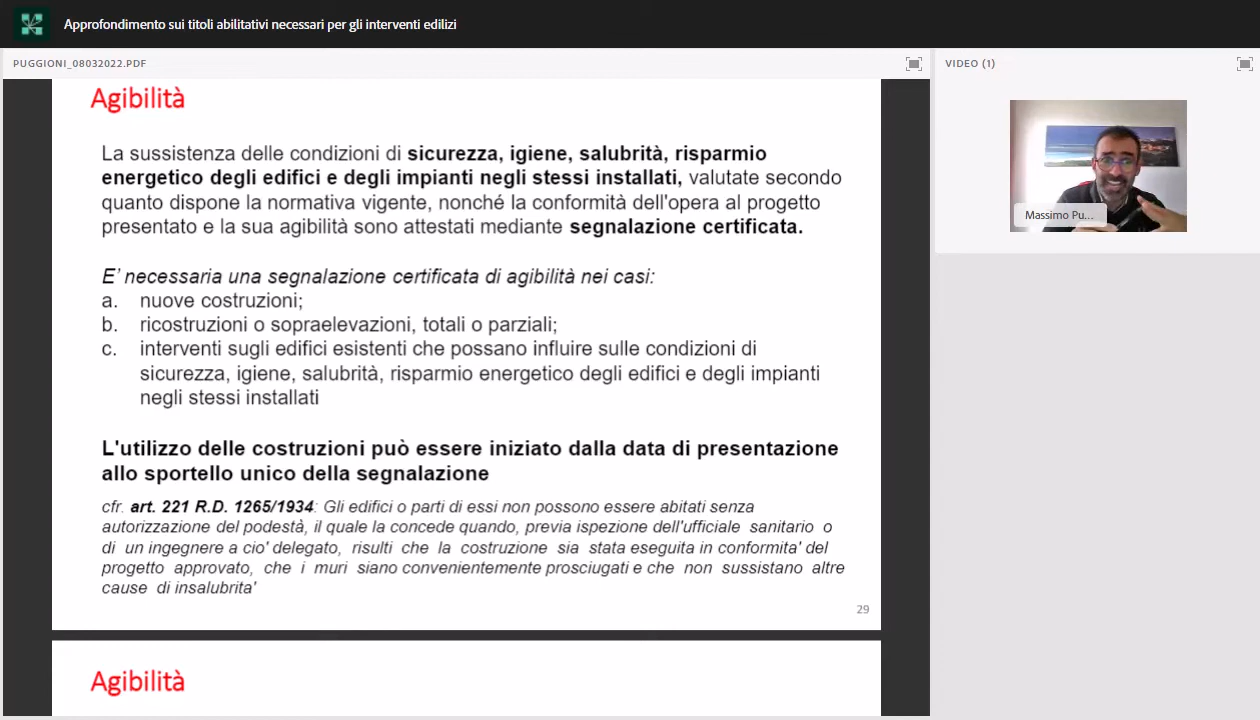 Approfondimento sui titoli abilitativi necessari per gli interventi edilizi
PUGGIONI_08032022.PDF
VIDEO (1)
Agibilità
La sussistenza delle condizioni di sicurezza, igiene, salubrità, risparmio
energetico degli edifici e degli impianti negli stessi installati, valutate secondo
quanto dispone la normativa vigente, nonché la conformità dell'opera al progetto
presentato e la sua agibilità sono attestati mediante segnalazione certificata.
E' necessaria una segnalazione certificata di agibilità nei casi:
a. nuove costruzioni;
b. ricostruzioni o sopraelevazioni, totali o parziali;
c. interventi sugli edifici esistenti che possano influire sulle condizioni di
sicurezza, igiene, salubrità, risparmio energetico degli edifici e degli impianti
negli stessi installati
L'utilizzo delle costruzioni può essere iniziato dalla data di presentazione
allo sportello unico della segnalazione
cfr. art. 221 R.D. 1265/1934: Gli edifici o parti di essi non possono essere abitati senza
autorizzazione del podestà, il quale la concede quando, previa ispezione dell'ufficiale sanitario o
di un ingegnere a cio' delegato, risulti che la costruzione sia stata eseguita in conformita' del
progetto approvato, che i muri siano convenientemente prosciugati e che non sussistano altre
cause di insalubrita'
29
Agibilità
Massimo Pu...